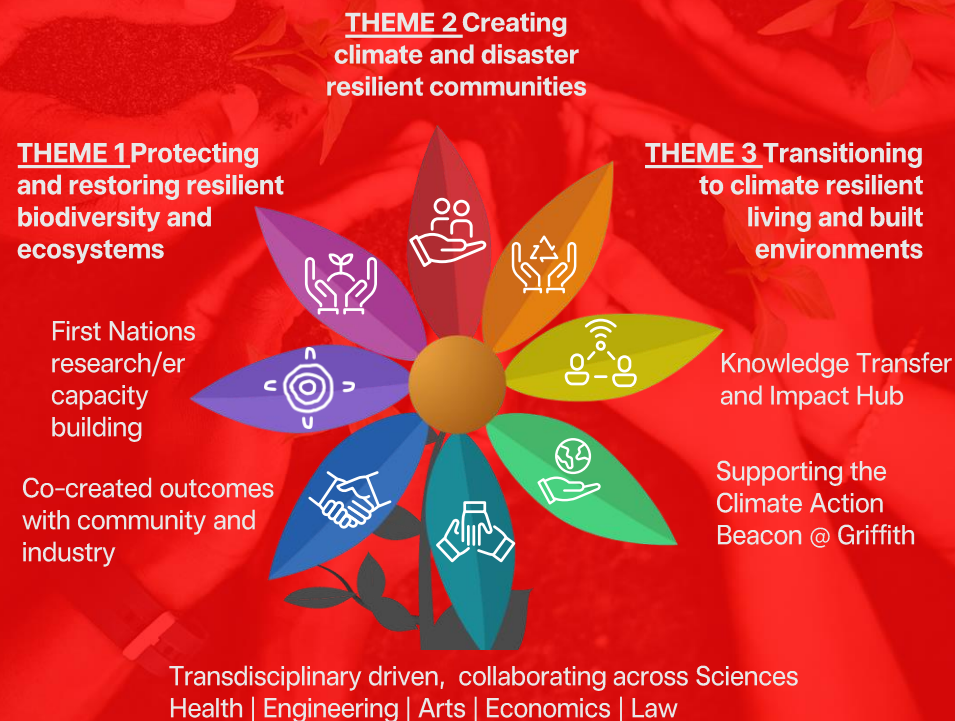 THEME 2 Creating
climate and disaster
resilient communities
THEME 1 Protecting
and restoring resilient
biodiversity and
ecosystems
THEME 3 Transitioning
to climate resilient
living and built
environments
First Nations
research/er
capacity
building
Knowledge Transfer
and Impact Hub
Co-created outcomes
with community and
industry
Supporting the
Climate Action
Beacon @ Griffith
Transdisciplinary driven, collaborating across Sciences
Health | Engineering | Arts | Economics | Law